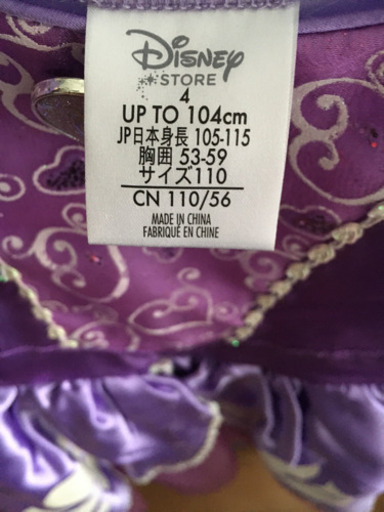 Disney
STORE
4
UP TO 104cm
JP日本身長 105-115
胸囲 53-59
サイズ110
CN 110/56
MADE IN CHINA
FABRIQUÉ EN CHINE